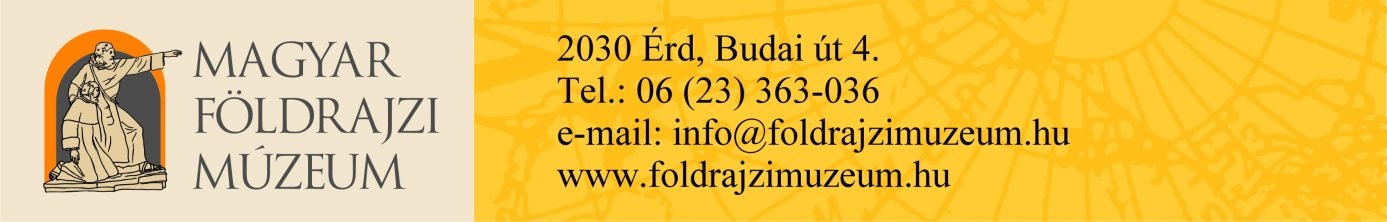 MAGYAR
FÖLDRAJZI
MÚZEUM
2030 Érd, Budai út 4.
Tel.: 06 (23) 363-036
e-mail: info@foldrajzimuzeum.hu
www.foldrajzimuzeum.hu